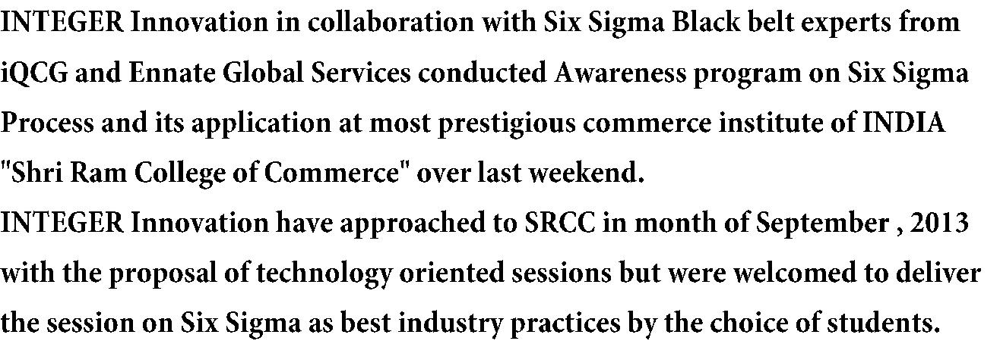 INTEGER Innovation in collaboration with Six Sigma Black belt experts from
iQCG and Ennate Global Services conducted Awareness program on Six Sigma
Process and its application at most prestigious commerce institute of INDIA
"Shri Ram College of Commerce" over last weekend.
INTEGER Innovation have approached to SRCC in month of September , 2013
with the proposal of technology oriented sessions but were welcomed to deliver
the session on Six Sigma as best industry practices by the choice of students.